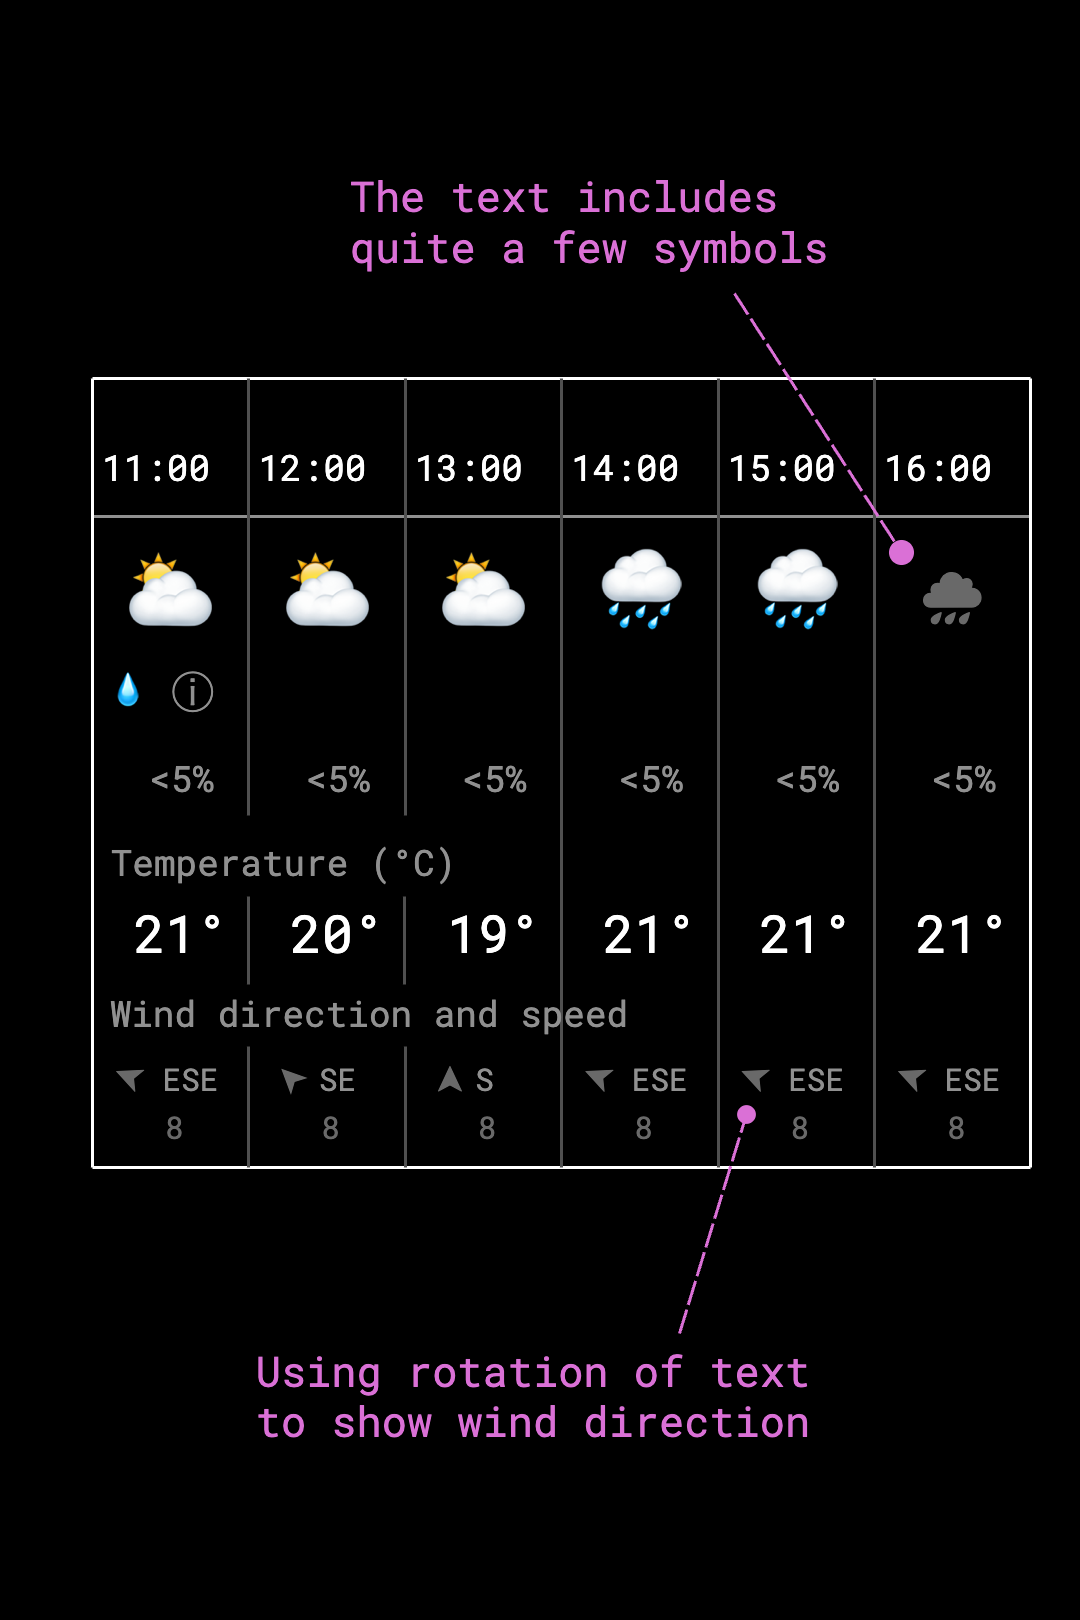 The text includes
quite a few symbols
11:00 12:00 13:00 14:00 15:00 16:00
<5% <5% <5% <5% <5% <5%
Temperature (°C)
21° 20° 19° 21° 21° 21°
Wind direction and speed
ESE SE S ESE ESE ESE
8 8 8 8 8 8
Using rotation of text
to show wind direction